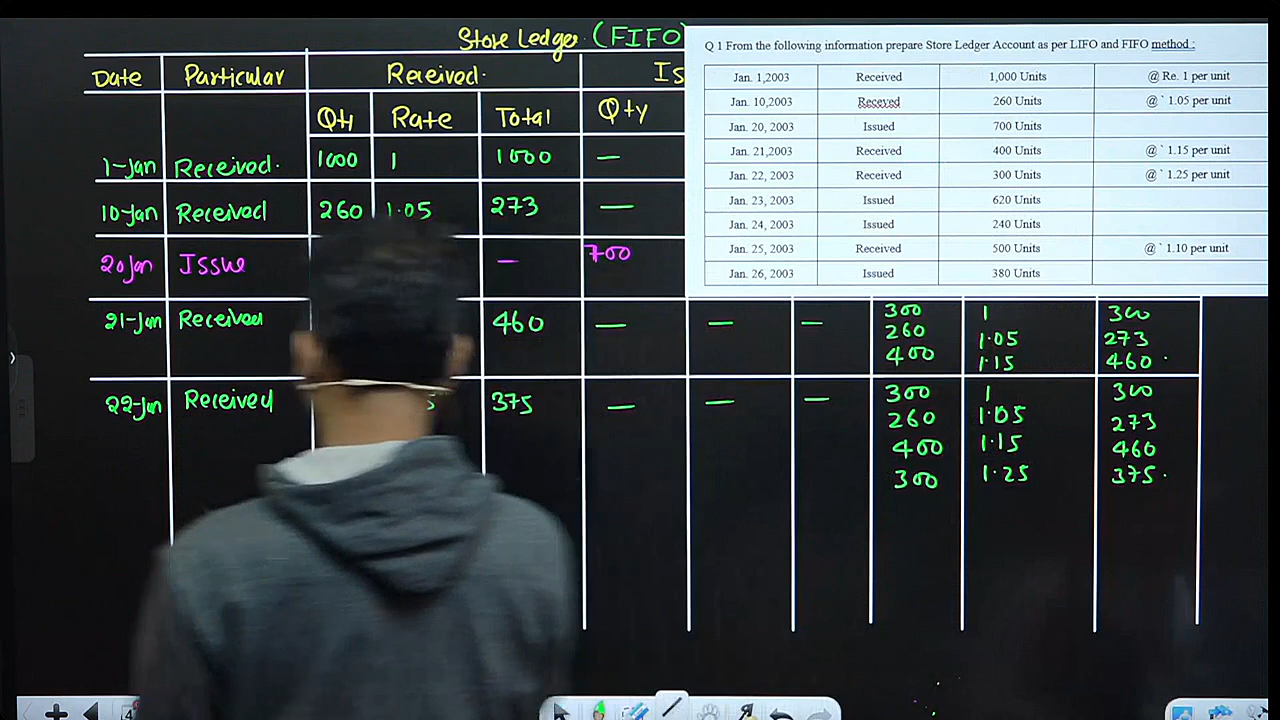 Store Ledger (FIFO)
Date Particular Received. Is
Qty Rate Total Qty
1-Jan Received. 1000 1 1000 —
10-Jan Received 260 1.05 273 —
20 Jan Issue — 700
21-Jan Received 460 — — — 300 1 300
260 1.05 273
400 1.15 460.
22-Jan Received 375 — — — 300 1 300
260 1.05 273
400 1.15 460
300 1.25 375.
Q 1 From the following information prepare Store Ledger Account as per LIFO and FIFO method :
Jan. 1,2003 Received 1,000 Units @ Re. 1 per unit
Jan. 10,2003 Receved 260 Units @ ` 1.05 per unit
Jan. 20, 2003 Issued 700 Units
Jan. 21,2003 Received 400 Units @ ` 1.15 per unit
Jan. 22, 2003 Received 300 Units @ ` 1.25 per unit
Jan. 23, 2003 Issued 620 Units
Jan. 24, 2003 Issued 240 Units
Jan. 25, 2003 Received 500 Units @ ` 1.10 per unit
Jan. 26, 2003 Issued 380 Units